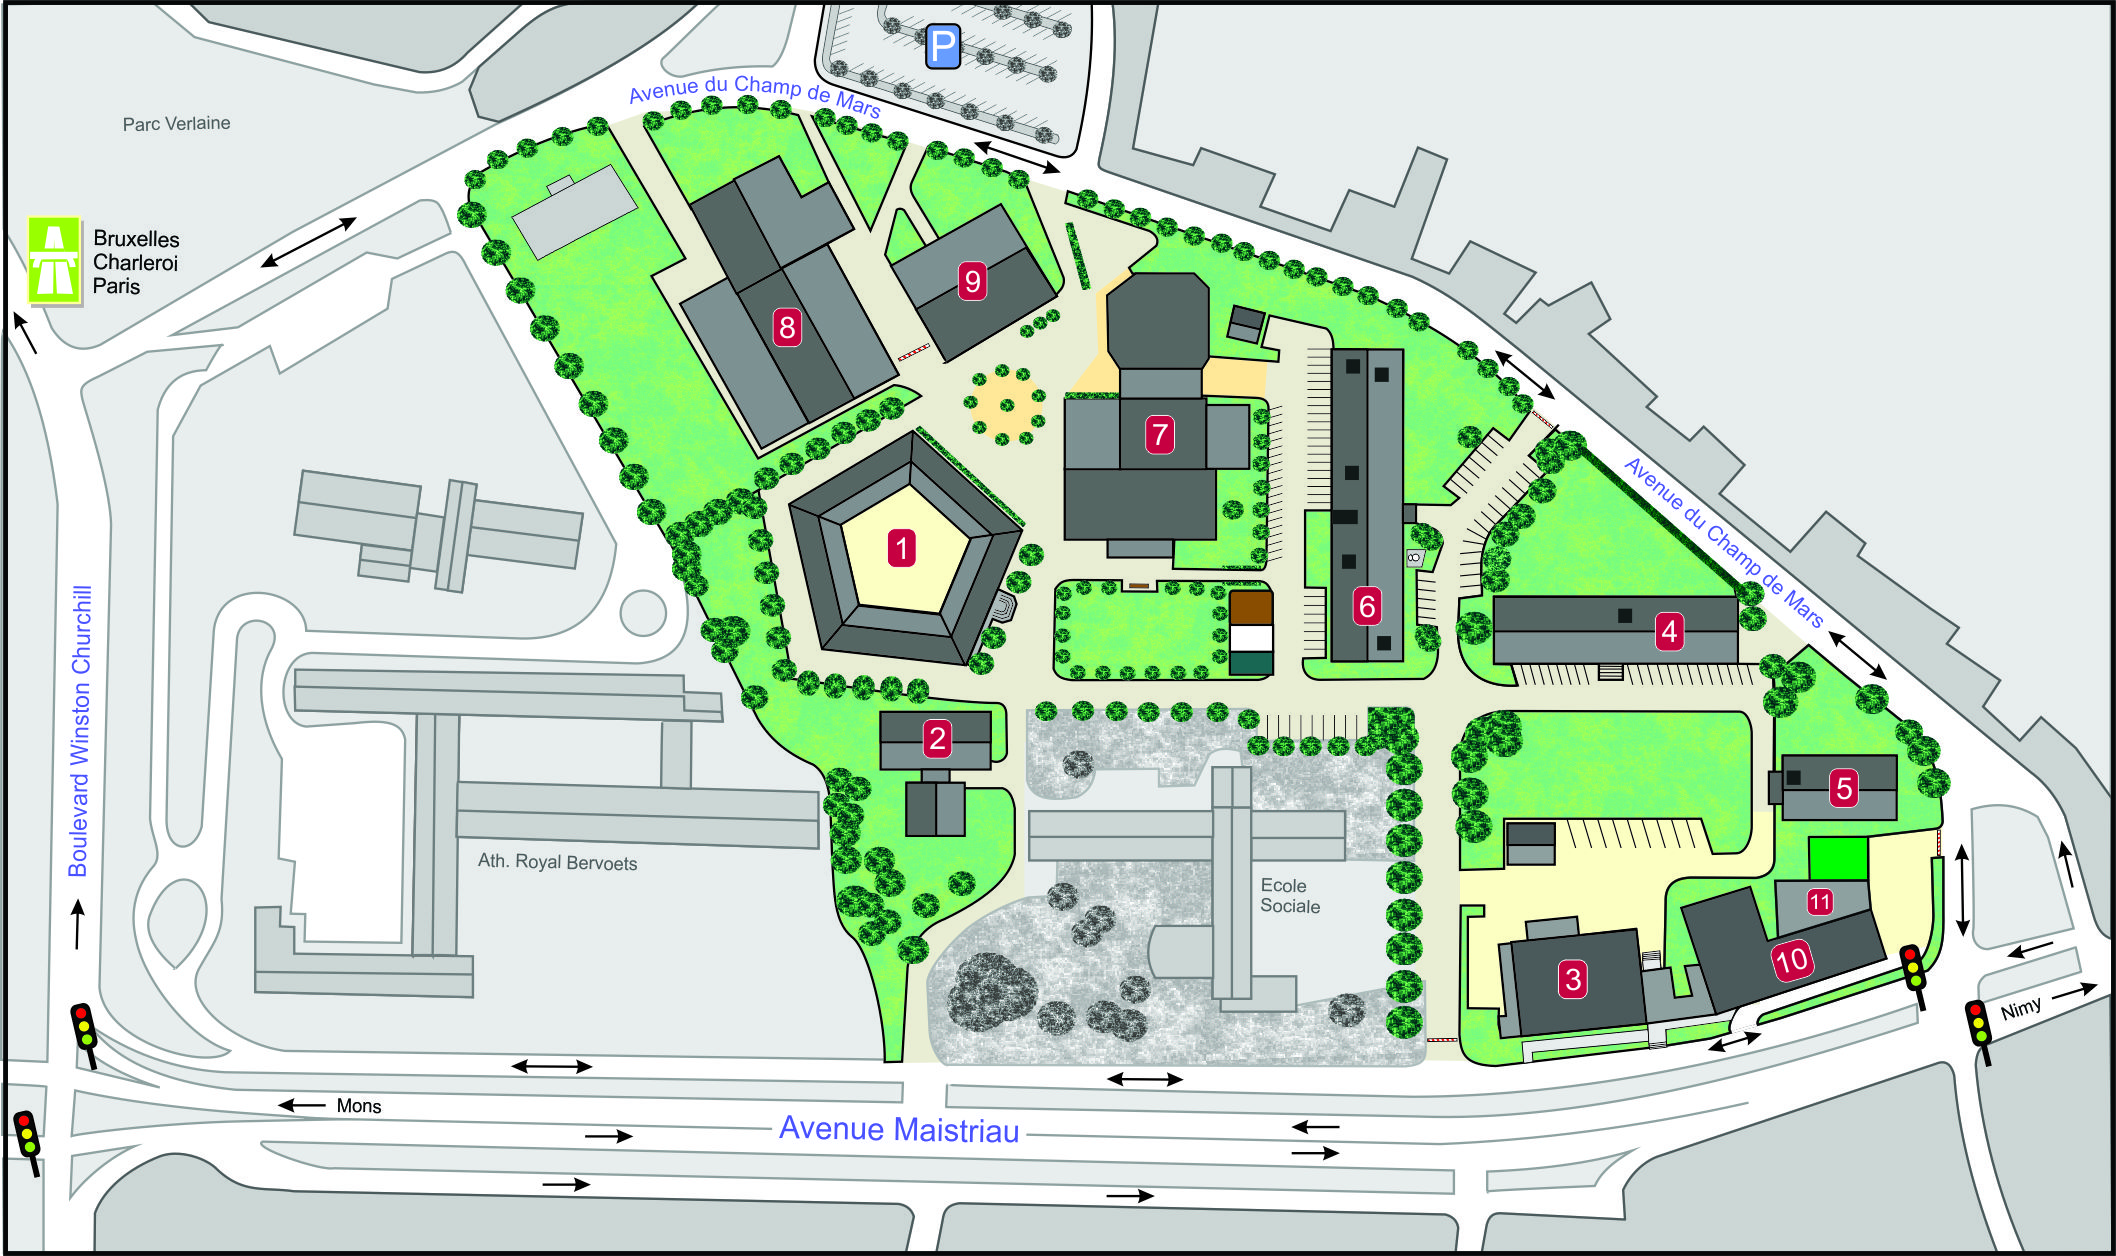 P
Avenue du Champ de Mars
Parc Verlaine
Bruxelles
Charleroi
Paris
9
8
7
1
6
4
Avenue du Champ de Mars
Boulevard Winston Churchill
2
5
Ath. Royal Bervoets
Ecole
Sociale
11
10
3
Nimy
Mons
Avenue Maistriau